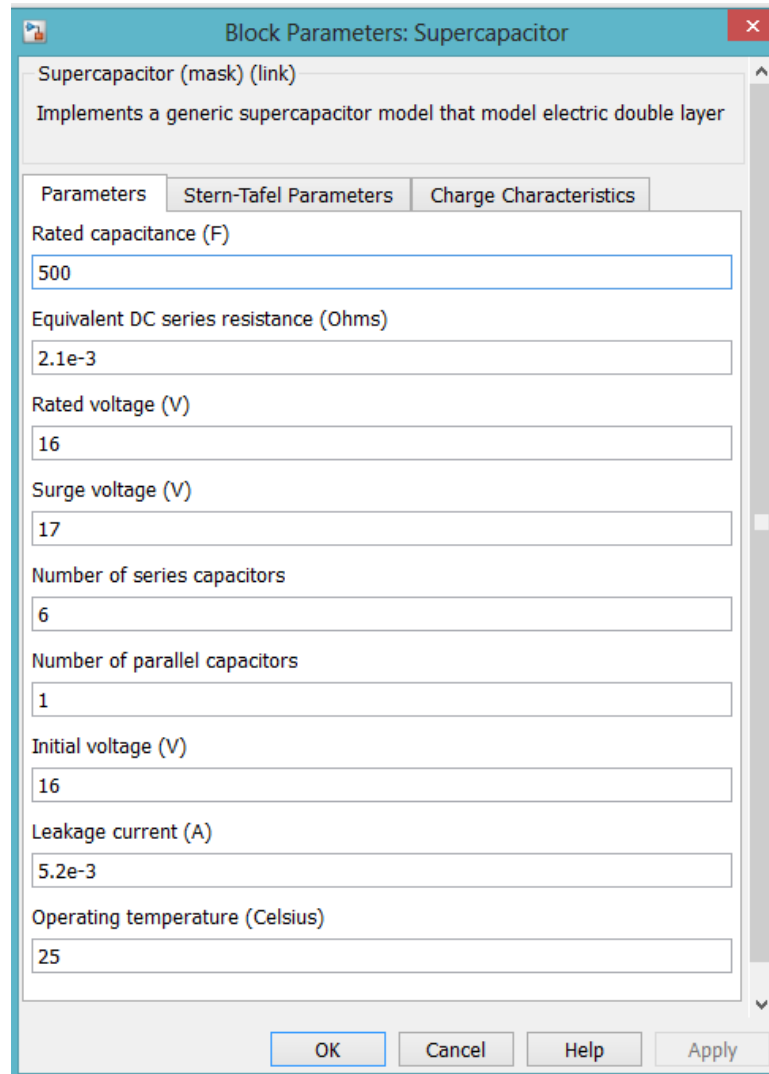 Block Parameters: Supercapacitor
Supercapacitor (mask) (link)
Implements a generic supercapacitor model that model electric double layer
Parameters Stern-Tafel Parameters Charge Characteristics
Rated capacitance (F)
500
Equivalent DC series resistance (Ohms)
2.1e-3
Rated voltage (V)
16
Surge voltage (V)
17
Number of series capacitors
6
Number of parallel capacitors
1
Initial voltage (V)
16
Leakage current (A)
5.2e-3
Operating temperature (Celsius)
25
OK Cancel Help Apply